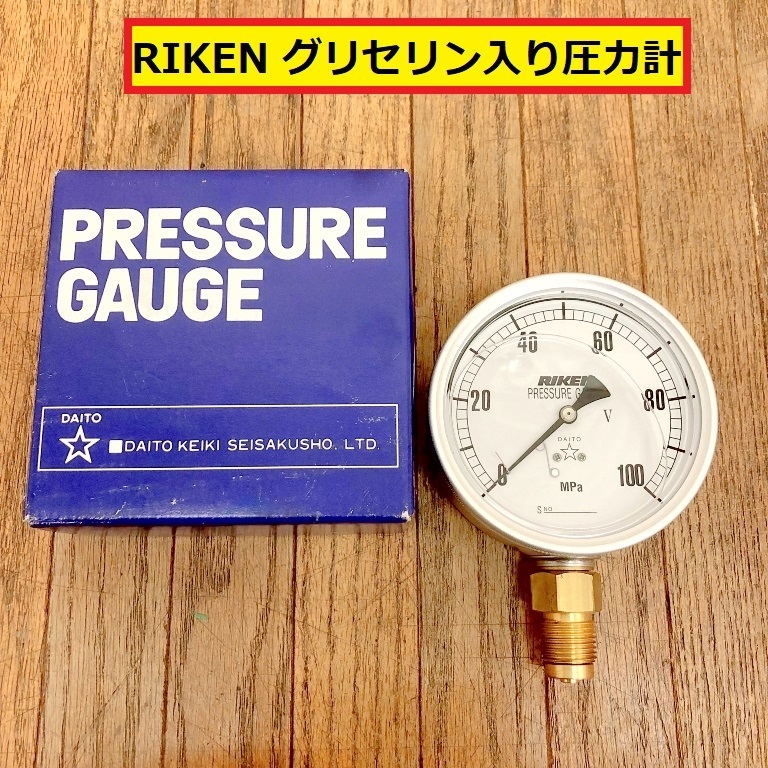 RIKEN グリセリン入り圧力計
PRESSURE
GAUGE
DAITO
■DAITO KEIKI SEISAKUSHO. LTD.
40 60
20 80
0 100
RIKEN
PRESSURE
V
DAITO
MPa
S NO.